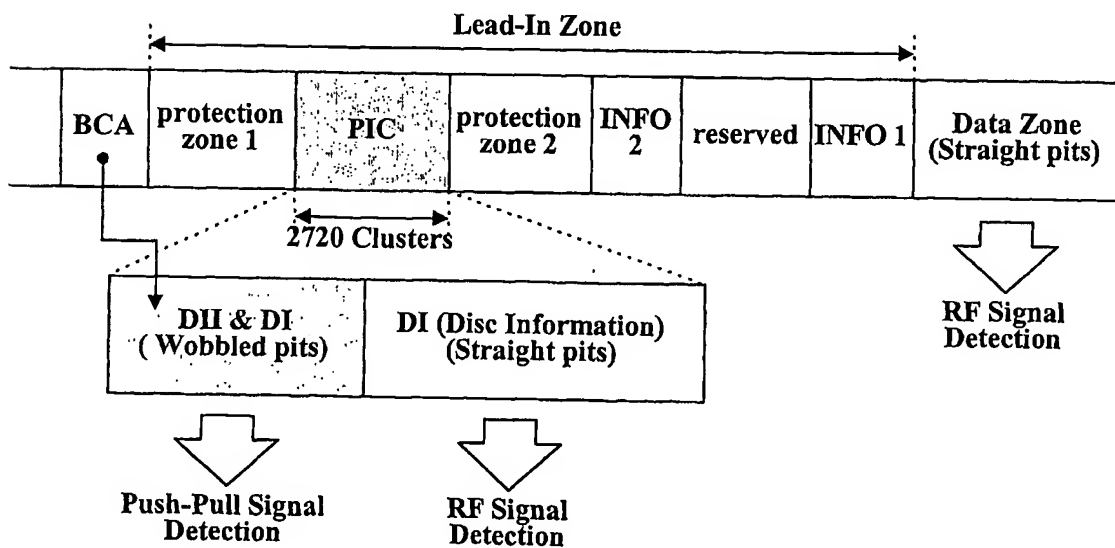 Lead-In Zone
BCA
protection
zone 1
PIC
protection
zone 2
INFO
2
reserved
INFO 1
Data Zone
(Straight pits)
2720 Clusters
DII & DI
( Wobbled pits)
DI (Disc Information)
(Straight pits)
RF Signal
Detection
Push-Pull Signal
Detection
RF Signal
Detection